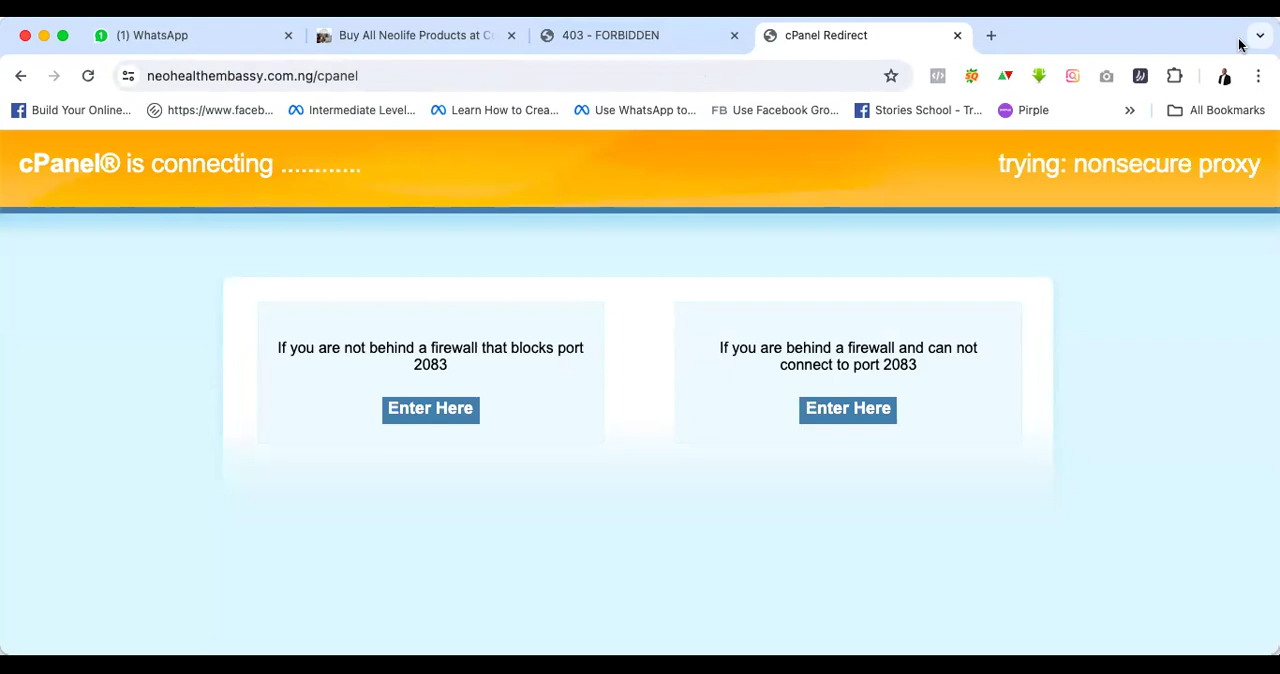 (1) WhatsApp
Buy All Neolife Products at C
403 - FORBIDDEN
cPanel Redirect
neohealthembassy.com.ng/cpanel
Build Your Online...
https://www.faceb...
Intermediate Level...
Learn How to Crea...
Use WhatsApp to...
FB Use Facebook Gro...
Stories School - Tr...
Pirple
»
All Bookmarks
cPanel® is connecting ............
trying: nonsecure proxy
If you are not behind a firewall that blocks port
2083
Enter Here
If you are behind a firewall and can not
connect to port 2083
Enter Here